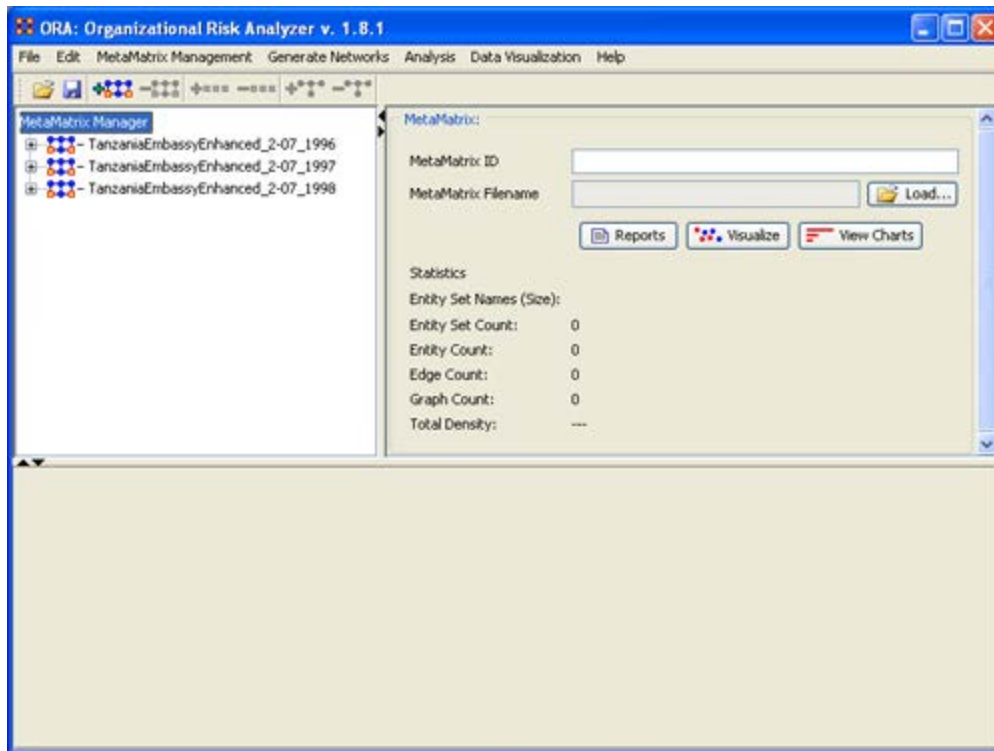 ORA: Organizational Risk Analyzer v. 1.8.1
File Edit MetaMatrix Management Generate Networks Analysis Data Visualization Help
MetaMatrix Manager
TanzaniaEmbassyEnhanced_2-07_1996
TanzaniaEmbassyEnhanced_2-07_1997
TanzaniaEmbassyEnhanced_2-07_1998
MetaMatrix:
MetaMatrix ID
MetaMatrix Filename Load...
Reports Visualize View Charts
Statistics
Entity Set Names (Size):
Entity Set Count: 0
Entity Count: 0
Edge Count: 0
Graph Count: 0
Total Density: ---